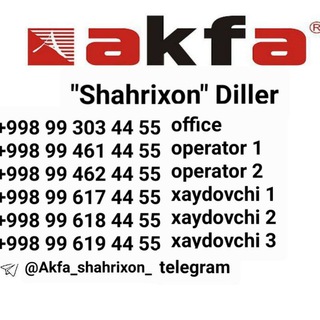 akfa®
"Shahrixon" Diller
+998 99 303 44 55 office
+998 99 461 44 55 operator 1
+998 99 462 44 55 operator 2
+998 99 617 44 55 xaydovchi 1
+998 99 618 44 55 xaydovchi 2
+998 99 619 44 55 xaydovchi 3
@Akfa_shahrixon_ telegram